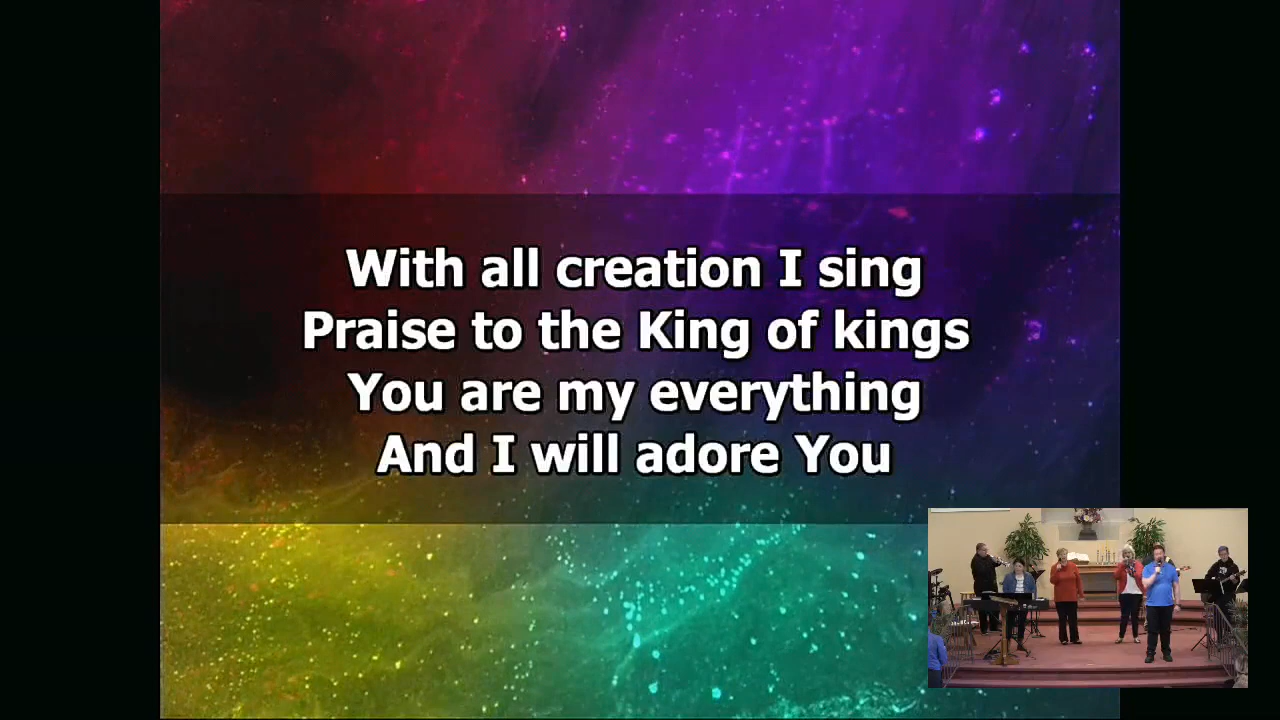 With all creation I sing
Praise to the King of kings
You are my everything
And I will adore You